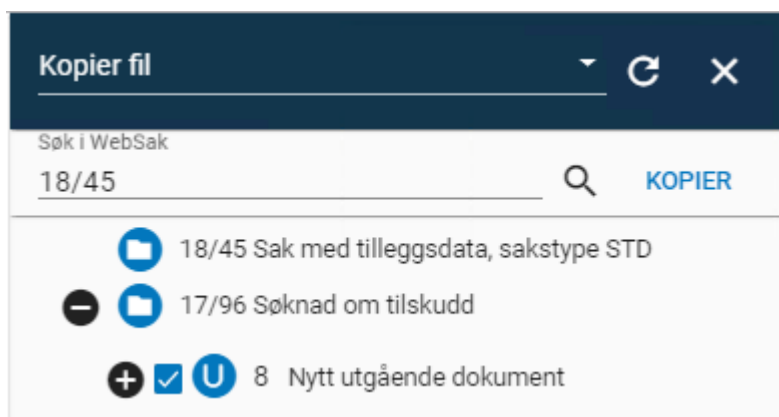 Kopier fil
Søk i WebSak
18/45 KOPIER
18/45 Sak med tilleggsdata, sakstype STD
17/96 Søknad om tilskudd
U 8 Nytt utgående dokument